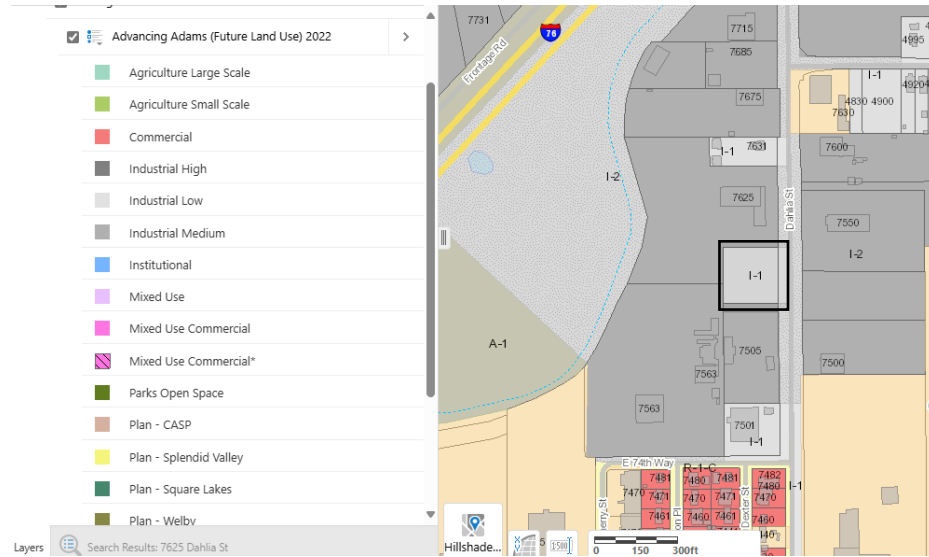 Advancing Adams (Future Land Use) 2022
>
Agriculture Large Scale
Agriculture Small Scale
Commercial
Industrial High
Industrial Low
Industrial Medium
Institutional
Mixed Use
Mixed Use Commercial
Mixed Use Commercial*
Parks Open Space
Plan - CASP
Plan - Splendid Valley
Plan - Square Lakes
Plan - Welby
Layers
Search Results: 7625 Dahlia St
7731
76
Frontage Rd
7715
7685
4995
I-1
7675
4830 4900
4920
7630
I-1
7631
7600
I-2
7625
Dahlia St
7550
I-2
I-1
A-1
7505
7563
7500
7563
7501
I-1
E 74th Way
R-1-C
7481
7480
7481
7482
7480
I-1
7470
7471
7470
7471
7470
Dexter St
7461
7460
7461
7460
Hillshade...
1:500
0 150 300ft